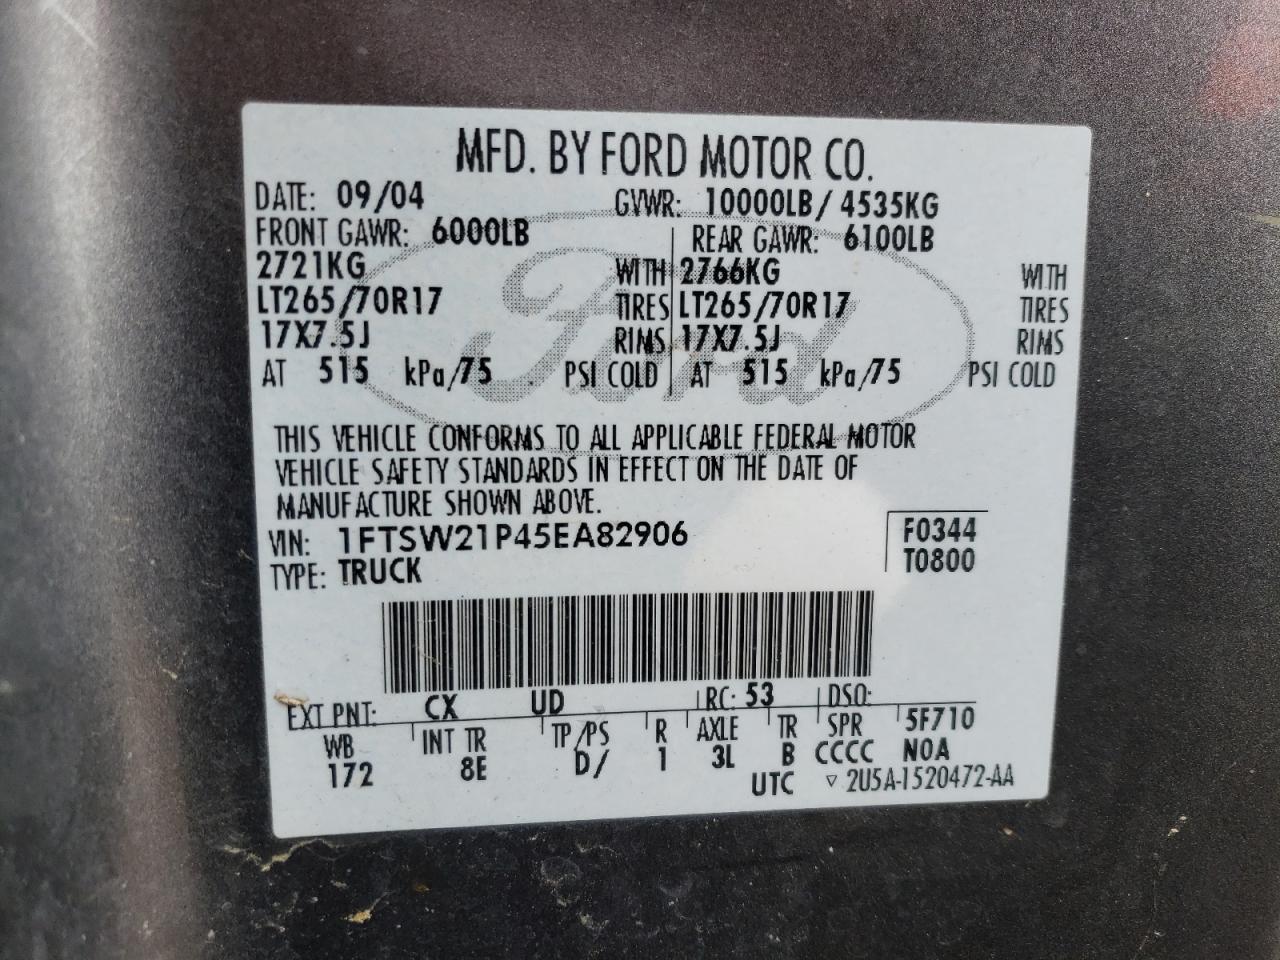 MFD. BY FORD MOTOR CO.
DATE: 09/04 GVWR: 10000LB/ 4535KG
FRONT GAWR: 6000LB REAR GAWR: 6100LB
2721KG WITH 2766KG WITH
LT265/70R17 TIRES LT265/70R17 TIRES
17X7.5J RIMS 17X7.5J RIMS
AT 515 kPa/75 PSI COLD AT 515 kPa/75 PSI COLD
Ford
THIS VEHICLE CONFORMS TO ALL APPLICABLE FEDERAL MOTOR
VEHICLE SAFETY STANDARDS IN EFFECT ON THE DATE OF
MANUFACTURE SHOWN ABOVE.
VIN: 1FTSW21P45EA82906 F0344
TYPE: TRUCK T0800
EXT PNT: CX UD RC: 53 DSO:
WB INT TR TP/PS R AXLE TR SPR 5F710
172 8E D/ 1 3L B CCCC NOA
UTC ▿ 2U5A-1520472-AA